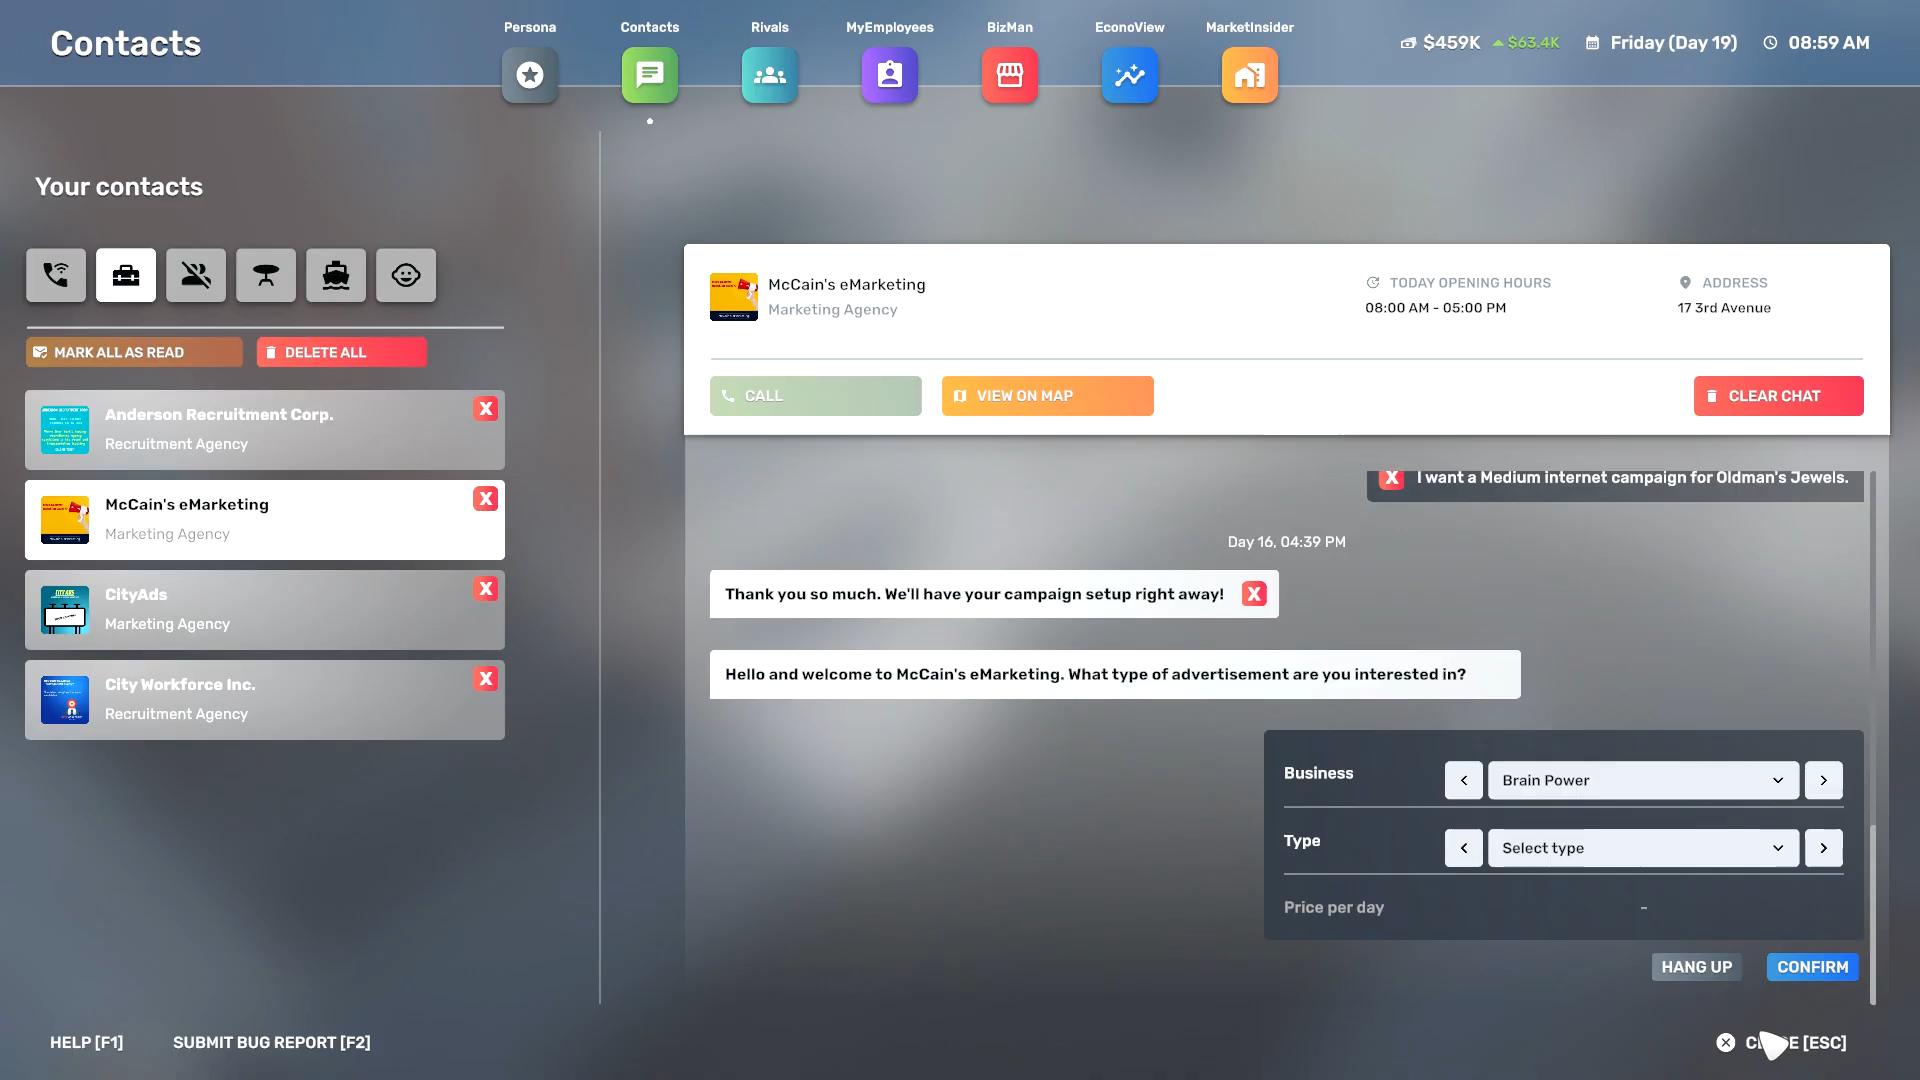 Contacts
Persona
Contacts
Rivals
MyEmployees
BizMan
EconoView
MarketInsider
$459K
$63.4K
Friday (Day 19)
08:59 AM
Your contacts
MARK ALL AS READ
DELETE ALL
Anderson Recruitment Corp.
Recruitment Agency
X
McCain's eMarketing
Marketing Agency
X
CityAds
Marketing Agency
X
City Workforce Inc.
Recruitment Agency
X
McCain's eMarketing
Marketing Agency
TODAY OPENING HOURS
08:00 AM - 05:00 PM
ADDRESS
17 3rd Avenue
CALL
VIEW ON MAP
CLEAR CHAT
X I want a Medium internet campaign for Oldman's Jewels.
Day 16, 04:39 PM
Thank you so much. We'll have your campaign setup right away! X
Hello and welcome to McCain's eMarketing. What type of advertisement are you interested in?
Business
< Brain Power >
Type
< Select type >
Price per day
-
HANG UP
CONFIRM
HELP [F1]
SUBMIT BUG REPORT [F2]
[ESC]